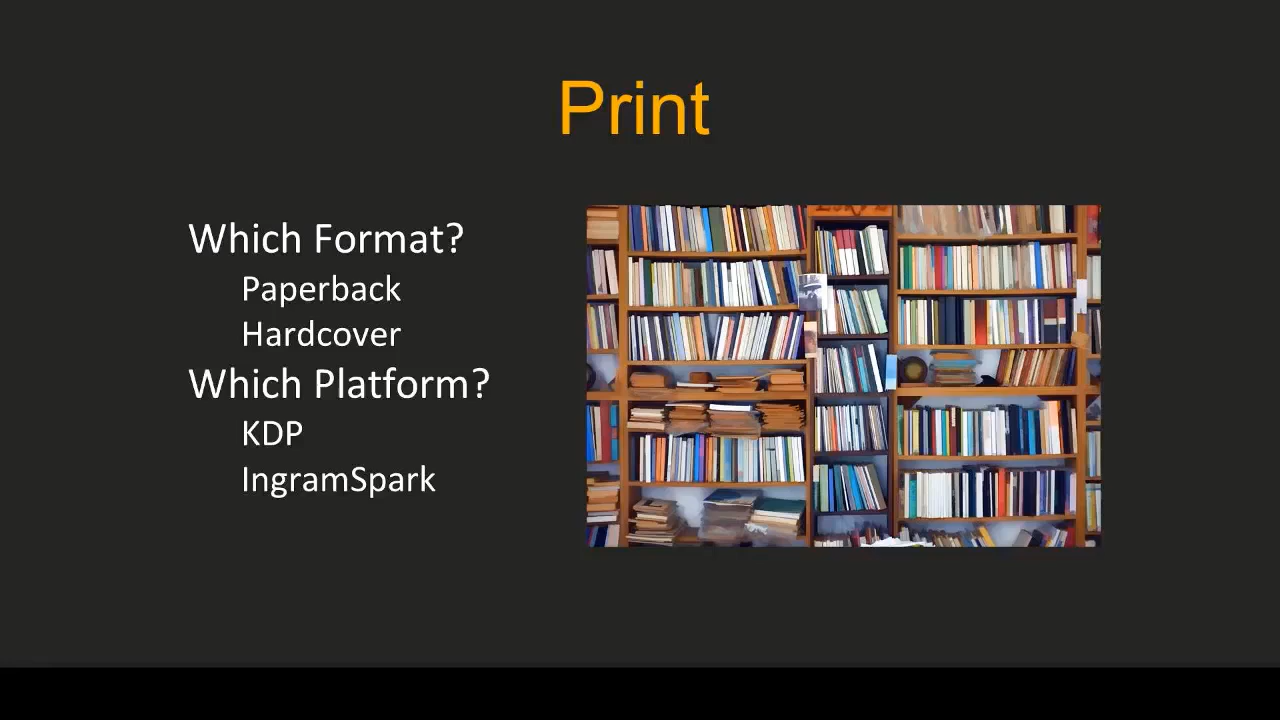 Print
Which Format?
Paperback
Hardcover
Which Platform?
KDP
IngramSpark